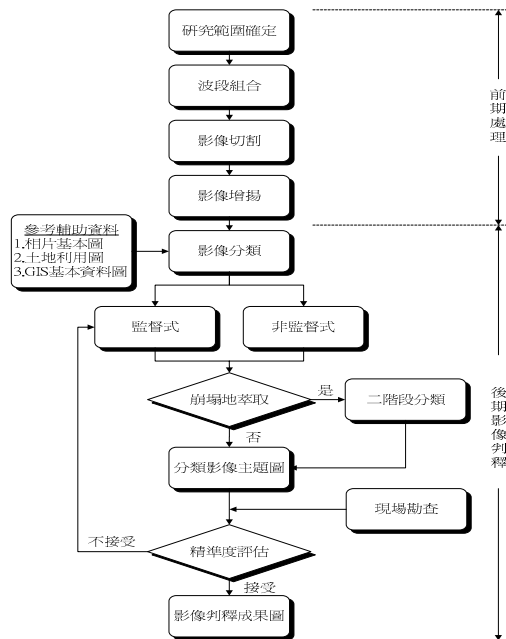 研究範圍確定
波段組合
影像切割
影像增揚
前期處理
參考輔助資料
1.相片基本圖
2.土地利用圖
3.GIS基本資料圖
影像分類
監督式
非監督式
崩塌地萃取
是
二階段分類
否
分類影像主題圖
現場勘查
不接受
精準度評估
接受
影像判釋成果圖
後期影像判釋